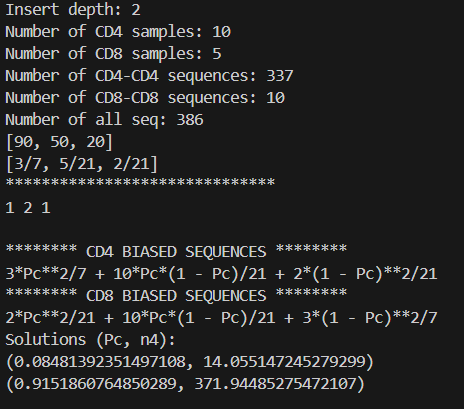 Insert depth: 2
Number of CD4 samples: 10
Number of CD8 samples: 5
Number of CD4-CD4 sequences: 337
Number of CD8-CD8 sequences: 10
Number of all seq: 386
[90, 50, 20]
[3/7, 5/21, 2/21]
******************************
1 2 1
******** CD4 BIASED SEQUENCES ********
3*Pc**2/7 + 10*Pc*(1 - Pc)/21 + 2*(1 - Pc)**2/21
******** CD8 BIASED SEQUENCES ********
2*Pc**2/21 + 10*Pc*(1 - Pc)/21 + 3*(1 - Pc)**2/7
Solutions (Pc, n4):
(0.08481392351497108, 14.055147245279299)
(0.9151860764850289, 371.94485275472107)